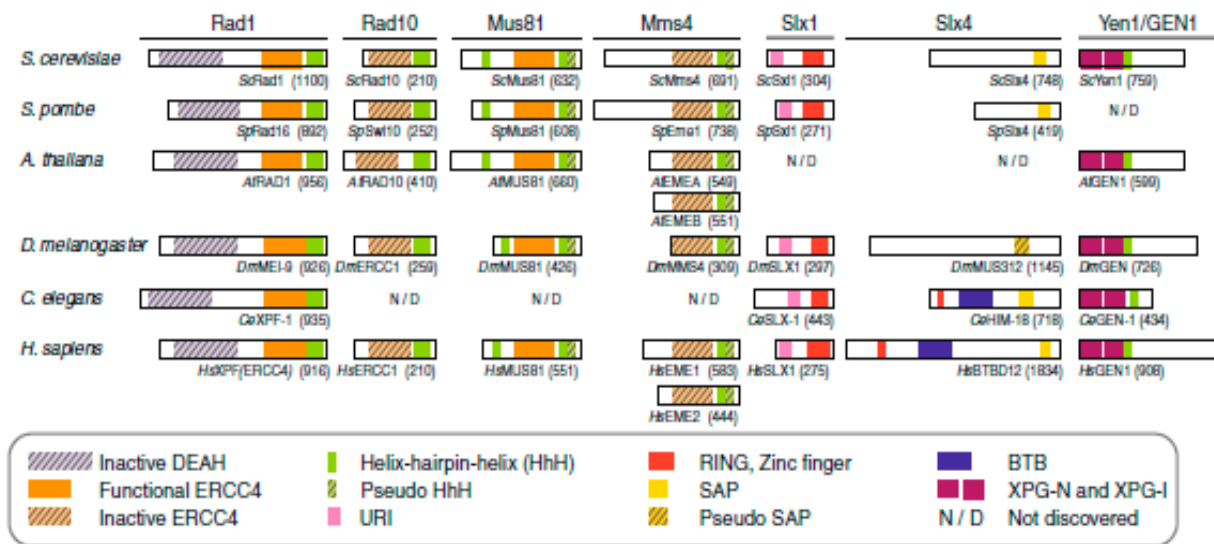 Rad1 Rad10 Mus81 Mms4 Slx1 Slx4 Yen1/GEN1
S. cerevisiae
ScRad1 (1100) ScRad10 (210) ScMus81 (632) ScMms4 (691) ScSxl1 (304) ScSlx4 (748) ScYen1 (759)
S. pombe N / D
SpRad16 (892) SpSwi10 (252) SpMus81 (608) SpEme1 (738) SpSxl1 (271) SpSlx4 (419)
A. thaliana N / D N / D
AtRAD1 (956) AtRAD10 (410) AtMUS81 (660) AtEMEA (549) AtGEN1 (599)
AtEMEB (551)
D. melanogaster
DmMEI-9 (926) DmERCC1 (259) DmMUS81 (426) DmMMS4 (309) DmSLX1 (297) DmMUS312 (1145) DmGEN (726)
C. elegans N / D N / D N / D
CeXPF-1 (935) CeSLX-1 (443) CeHIM-18 (718) CeGEN-1 (434)
H. sapiens
HsXPF(ERCC4) (916) HsERCC1 (210) HsMUS81 (551) HsEME1 (583) HsSLX1 (275) HsBTBD12 (1834) HsGEN1 (908)
HsEME2 (444)
Inactive DEAH Helix-hairpin-helix (HhH) RING, Zinc finger BTB
Functional ERCC4 Pseudo HhH SAP XPG-N and XPG-I
Inactive ERCC4 URI Pseudo SAP N / D Not discovered